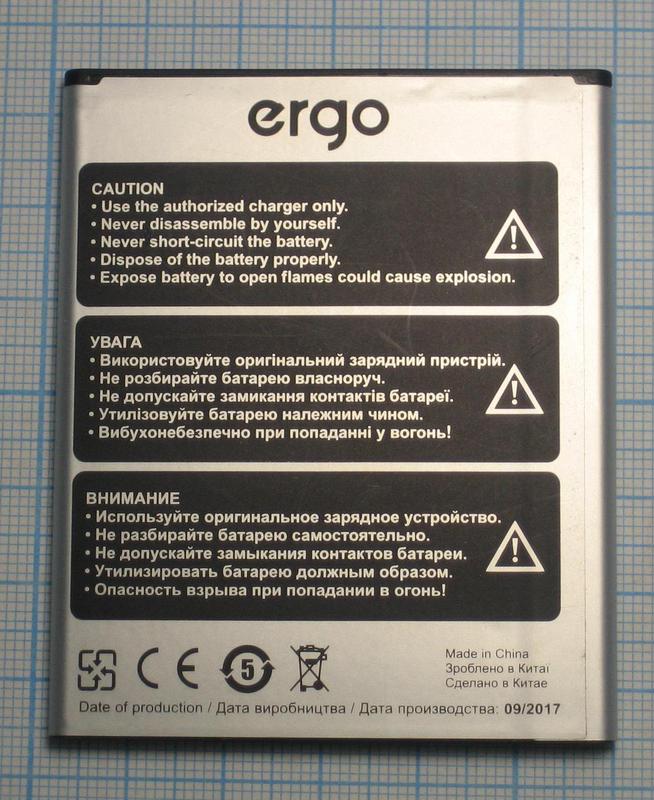 ergo
CAUTION
• Use the authorized charger only.
• Never disassemble by yourself.
• Never short-circuit the battery.
• Dispose of the battery properly.
• Expose battery to open flames could cause explosion.
УВАГА
• Використовуйте оригінальний зарядний пристрій.
• Не розбирайте батарею власноруч.
• Не допускайте замикання контактів батареї.
• Утилізовуйте батарею належним чином.
• Вибухонебезпечно при попаданні у вогонь!
ВНИМАНИЕ
• Используйте оригинальное зарядное устройство.
• Не разбирайте батарею самостоятельно.
• Не допускайте замыкания контактов батареи.
• Утилизировать батарею должным образом.
• Опасность взрыва при попадании в огонь!
CE
5
Made in China
Зроблено в Китаї
Сделано в Китае
Date of production / Дата виробництва / Дата производства: 09/2017